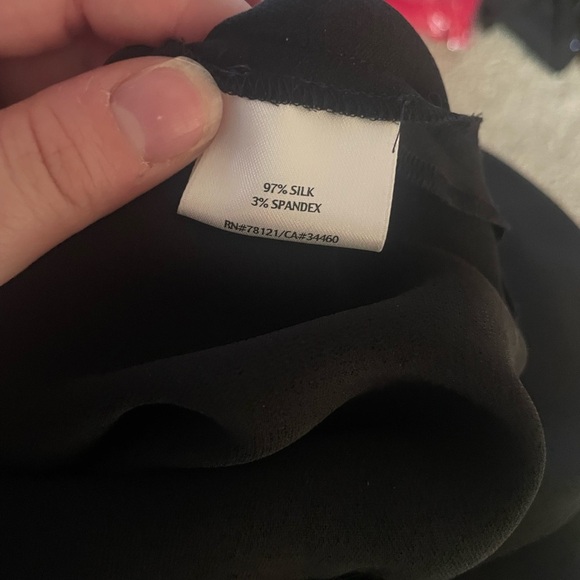 97% SILK
3% SPANDEX
RN#78121/CA#34460